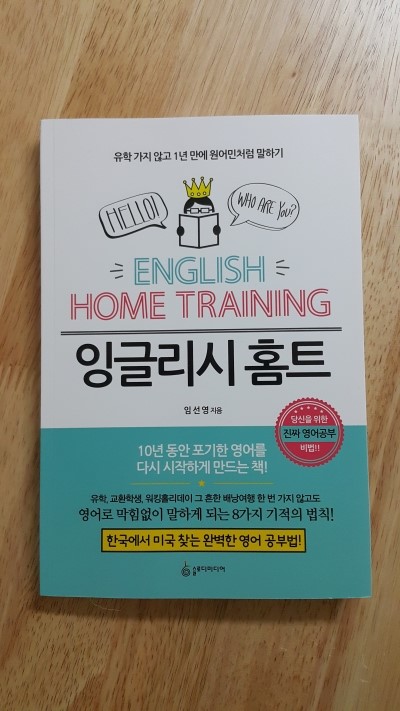 유학 가지 않고 1년 만에 원어민처럼 말하기
HELLO!
WHO ARE YOU?
ENGLISH
HOME TRAINING
잉글리시 홈트
임선영 지음
당신을 위한
진짜 영어공부
비법!!
10년 동안 포기한 영어를
다시 시작하게 만드는 책!
유학, 교환학생, 워킹홀리데이 그 흔한 배낭여행 한 번 가지 않고도
영어로 막힘없이 말하게 되는 8가지 기적의 법칙!
한국에서 미국 찾는 완벽한 영어 공부법!